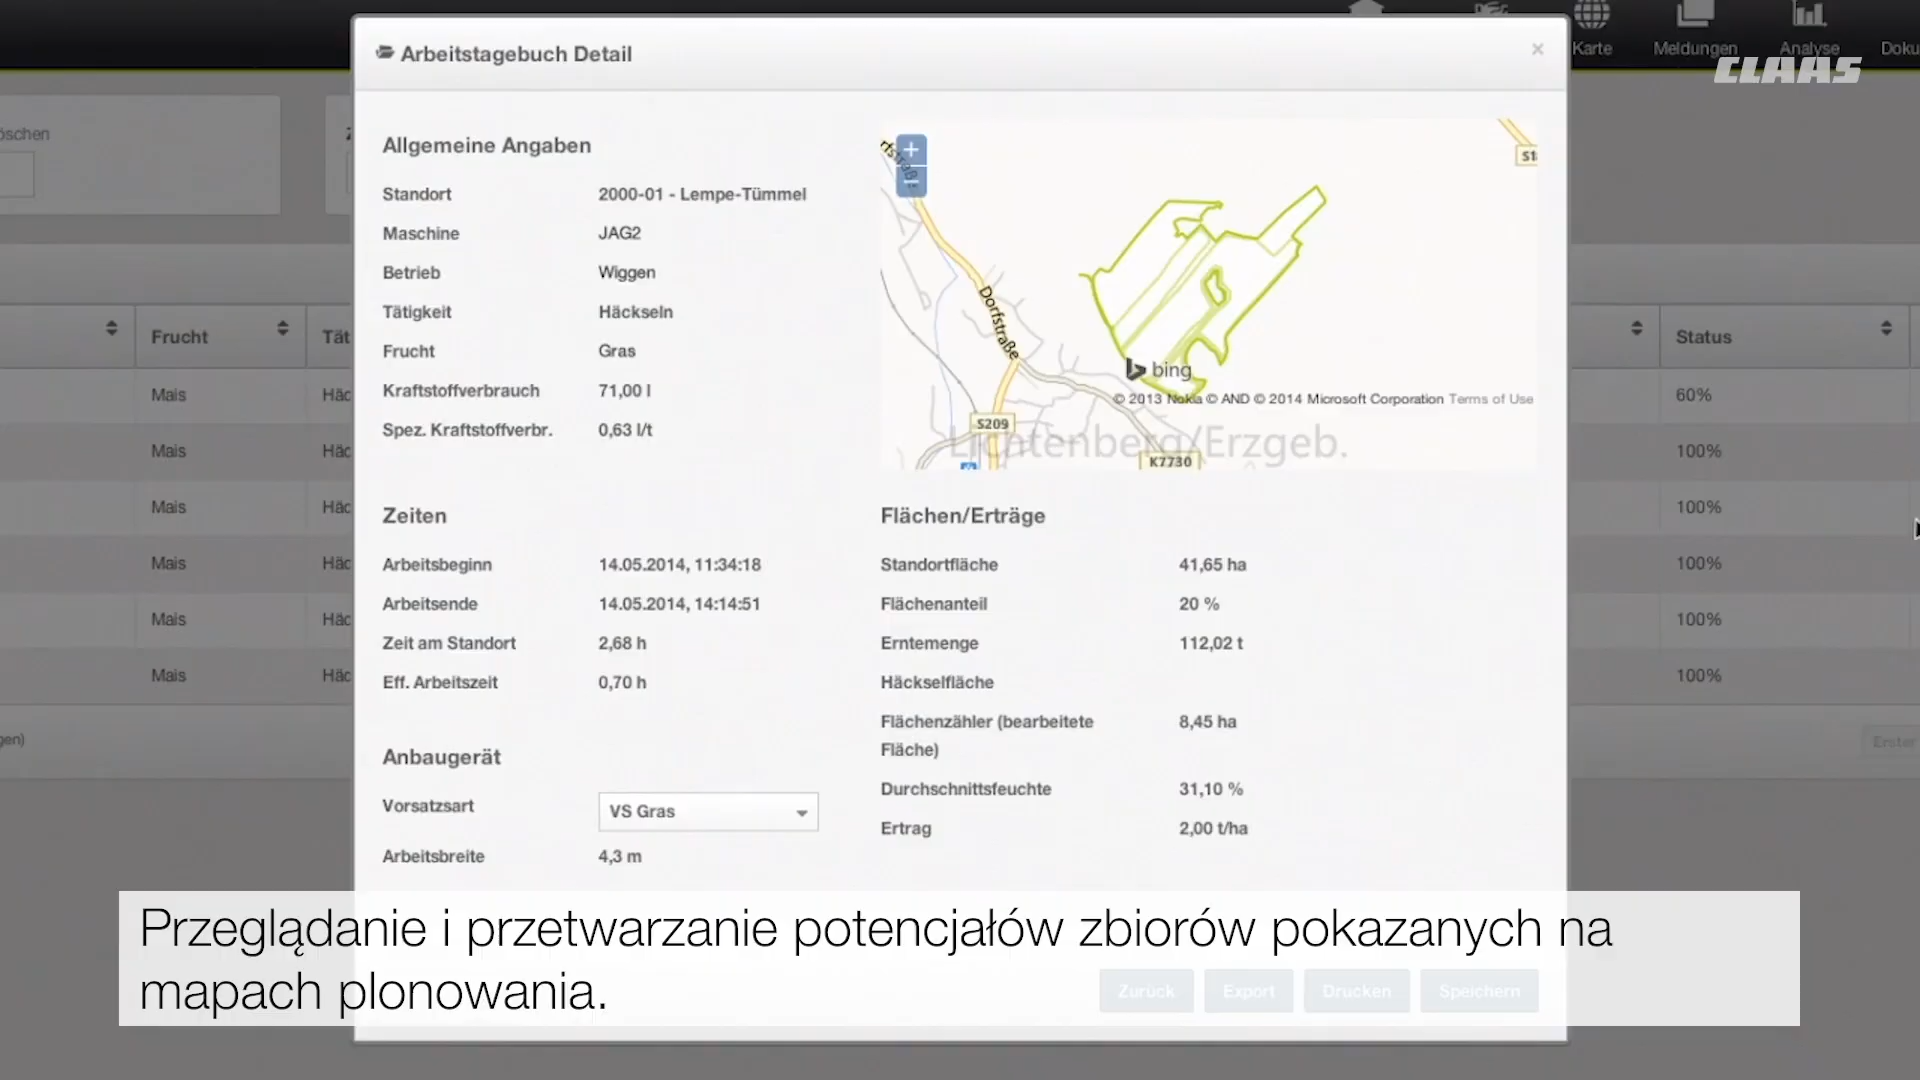 Karte
Meldungen
Analyse
Doku
CLAAS
Arbeitstagebuch Detail
×
öschen
Allgemeine Angaben
Standort 2000-01 - Lempe-Tümmel
Maschine JAG2
Betrieb Wiggen
Tätigkeit Häckseln
Frucht Gras
Kraftstoffverbrauch 71,00 l
Spez. Kraftstoffverbr. 0,63 l/t
+
−
Dorfstraße
S209
K7730
bing
© 2013 Nokia © AND © 2014 Microsoft Corporation Terms of Use
Lichtenberg/Erzgeb.
Frucht Tät
Status
Mais Häc 60%
Mais Häc 100%
Mais Häc 100%
Mais Häc 100%
Mais Häc 100%
Mais Häc 100%
gen)
Erster
Zeiten
Arbeitsbeginn 14.05.2014, 11:34:18
Arbeitsende 14.05.2014, 14:14:51
Zeit am Standort 2,68 h
Eff. Arbeitszeit 0,70 h
Anbaugerät
Vorsatzsart VS Gras
Arbeitsbreite 4,3 m
Flächen/Erträge
Standortfläche 41,65 ha
Flächenanteil 20 %
Erntemenge 112,02 t
Häckselfläche
Flächenzähler (bearbeitete 8,45 ha
Fläche)
Durchschnittsfeuchte 31,10 %
Ertrag 2,00 t/ha
Przeglądanie i przetwarzanie potencjałów zbiorów pokazanych na
mapach plonowania.
Zurück Export Drucken Speichern